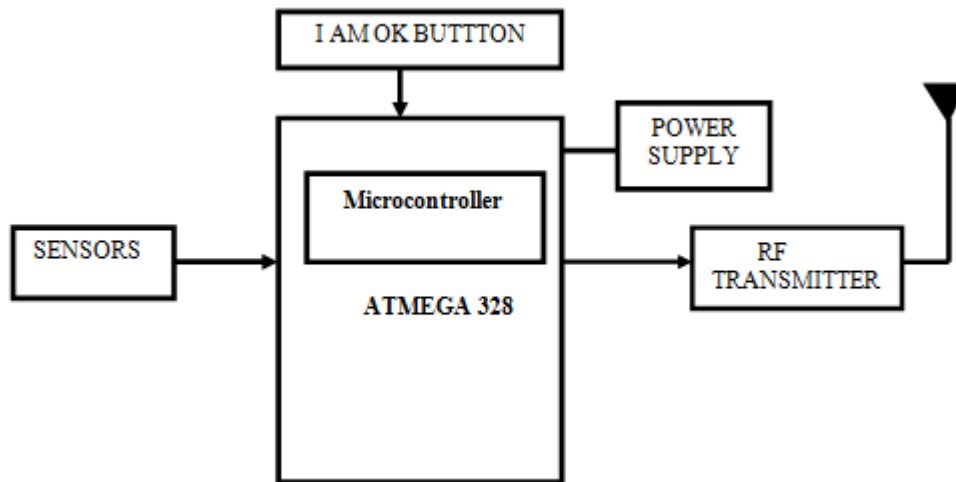 I AM OK BUTTTON
POWER
SUPPLY
Microcontroller
SENSORS
RF
TRANSMITTER
ATMEGA 328